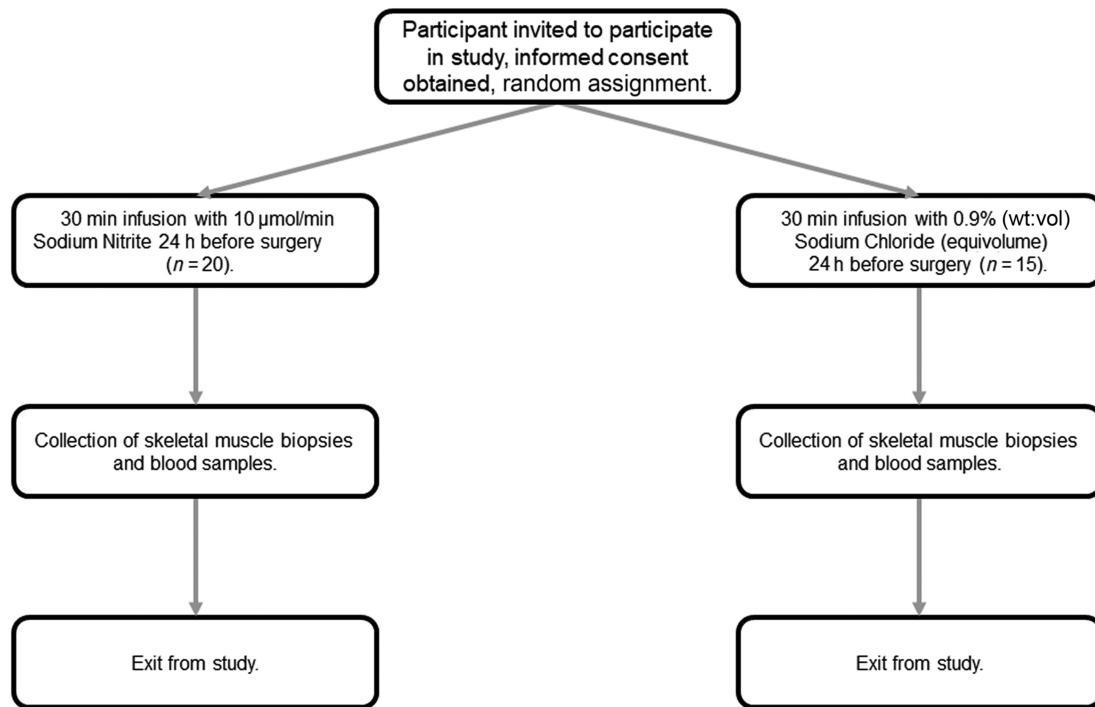 Participant invited to participate
in study, informed consent
obtained, random assignment.
30 min infusion with 10 µmol/min
Sodium Nitrite 24 h before surgery
(n = 20).
30 min infusion with 0.9% (wt:vol)
Sodium Chloride (equivolume)
24 h before surgery (n = 15).
Collection of skeletal muscle biopsies
and blood samples.
Collection of skeletal muscle biopsies
and blood samples.
Exit from study.
Exit from study.